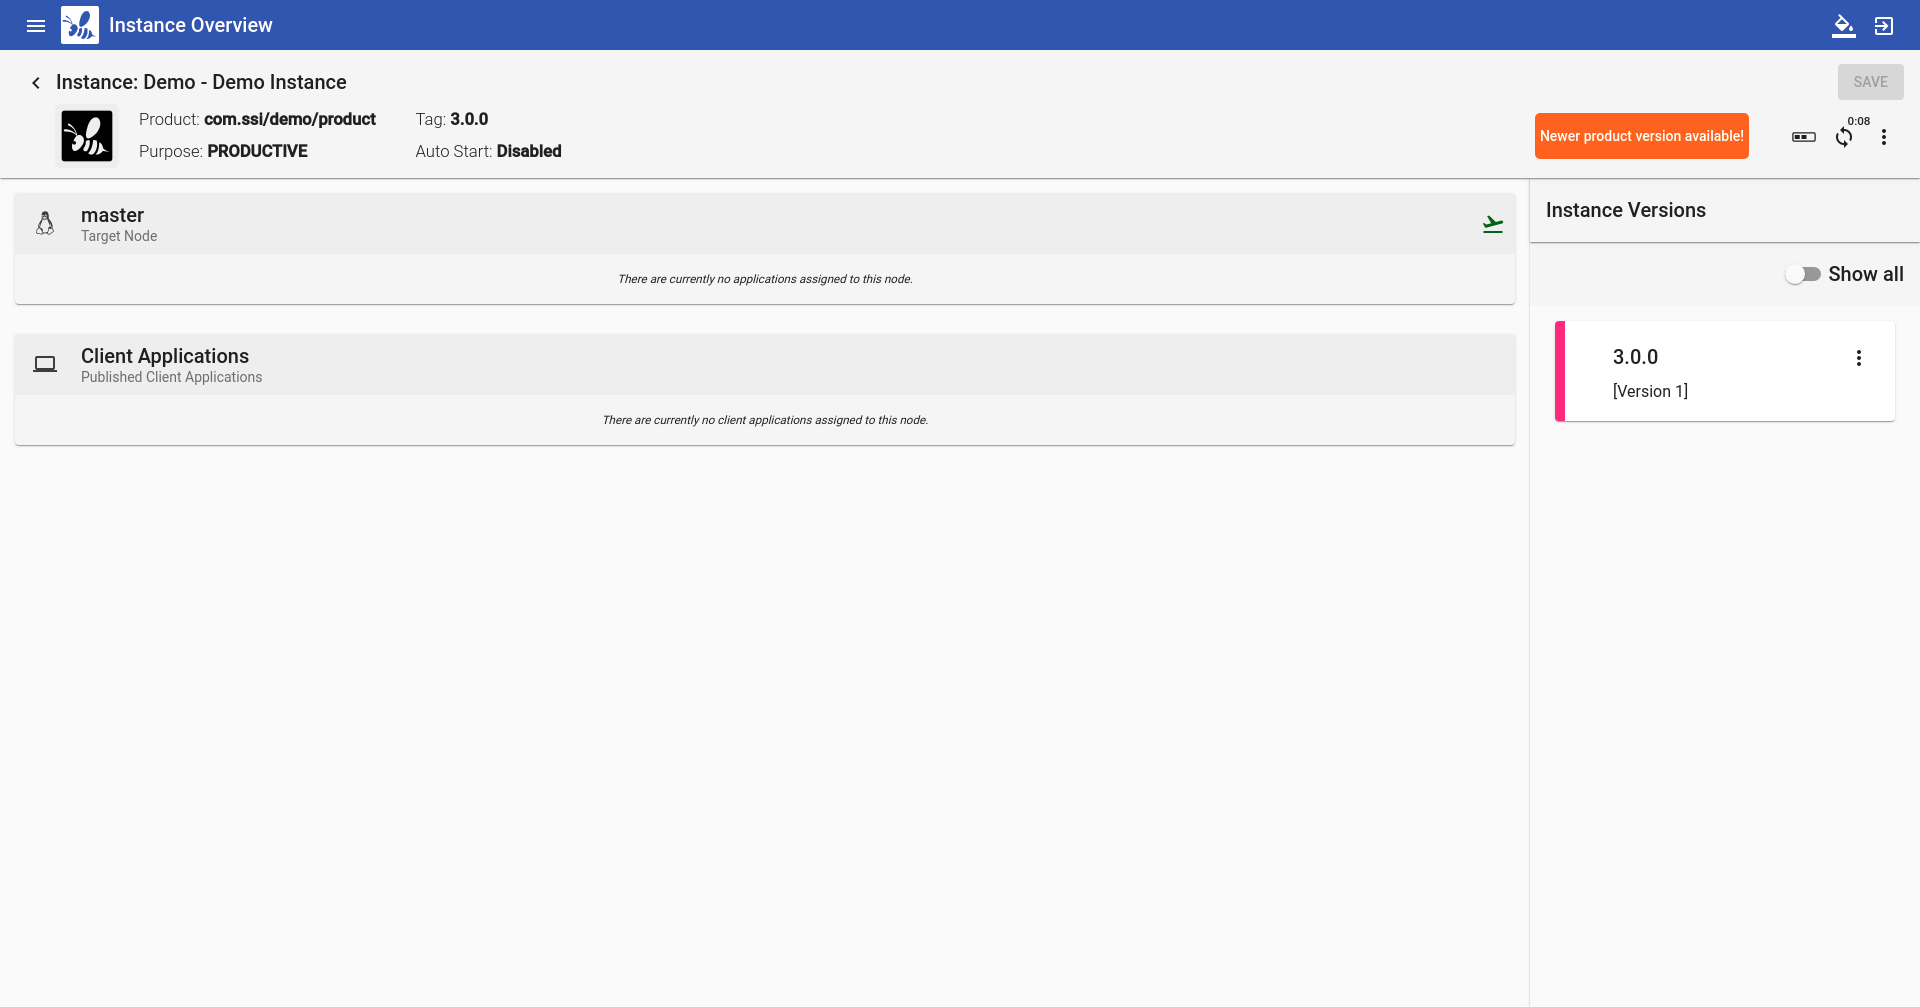 Instance Overview
Instance: Demo - Demo Instance
SAVE
Product: com.ssi/demo/product
Tag: 3.0.0
Purpose: PRODUCTIVE
Auto Start: Disabled
Newer product version available!
0:08
master
Target Node
There are currently no applications assigned to this node.
Client Applications
Published Client Applications
There are currently no client applications assigned to this node.
Instance Versions
Show all
3.0.0
[Version 1]